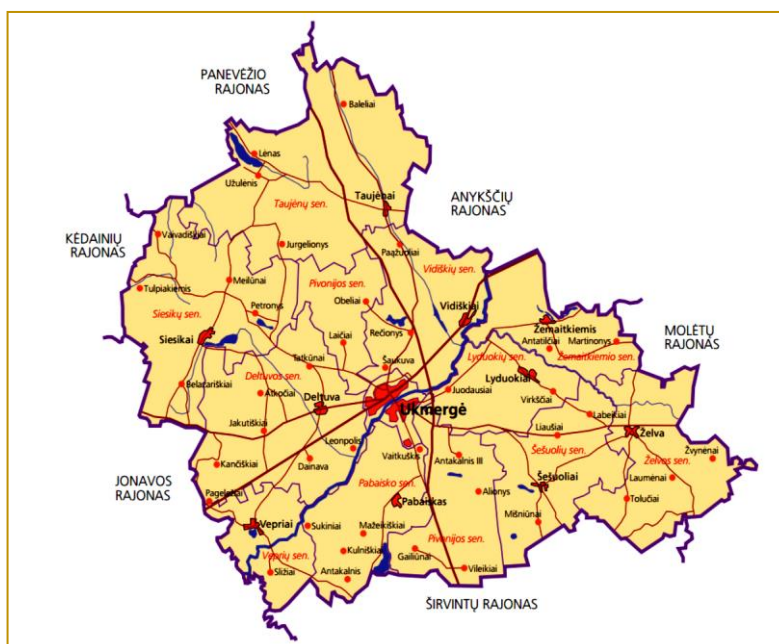 PANEVĖŽIO
RAJONAS
Baleliai
Lėnas
Užulėnis
Taujėnai
ANYKŠČIŲ
RAJONAS
Taujėnų sen.
KĖDAINIŲ
RAJONAS
Vaivadiškiai
Jurgelionys
Paąžuoliai
Vidiškių sen.
Meilūnai
Pivonijos sen.
Tulpiakiemis
Obeliai
Vidiškiai
Siesikų sen.
Petronys
Žemaitkiemis
Rečionys
Siesikai
Laičiai
Antatilčiai
Martinonys
MOLĖTŲ
RAJONAS
Lyduokių sen.
Žemaitkiemio sen.
Tatkūnai
Šaukuva
Lyduokiai
Deltuvos sen.
Belazariškiai
Atkočiai
Deltuva
Juodausiai
Virkščiai
Ukmergė
Labeikiai
Jakutiškiai
Liaušiai
Želva
Leonpolis
Šešuolių sen.
Žvynėnai
Kančiškiai
Dainava
Vaitkuškis
Antakalnis III
Želvos sen.
JONAVOS
RAJONAS
Pabaisko sen.
Šešuoliai
Laumėnai
Pageležiai
Alionys
Pabaiskas
Tolučiai
Vepriai
Sukiniai
Mažeikiškiai
Mišniūnai
Pivonijos sen.
Veprių sen.
Kulniškiai
Gailiūnai
Sližiai
Antakalnis
Vileikiai
ŠIRVINTŲ RAJONAS